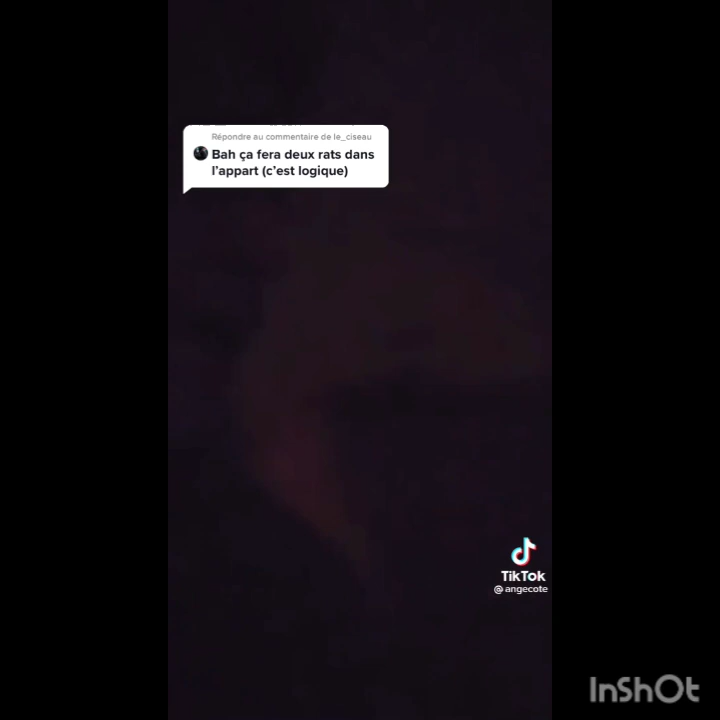 Répondre au commentaire de le_ciseau
Bah ça fera deux rats dans
l'appart (c'est logique)
TikTok
@angecote
InShOt